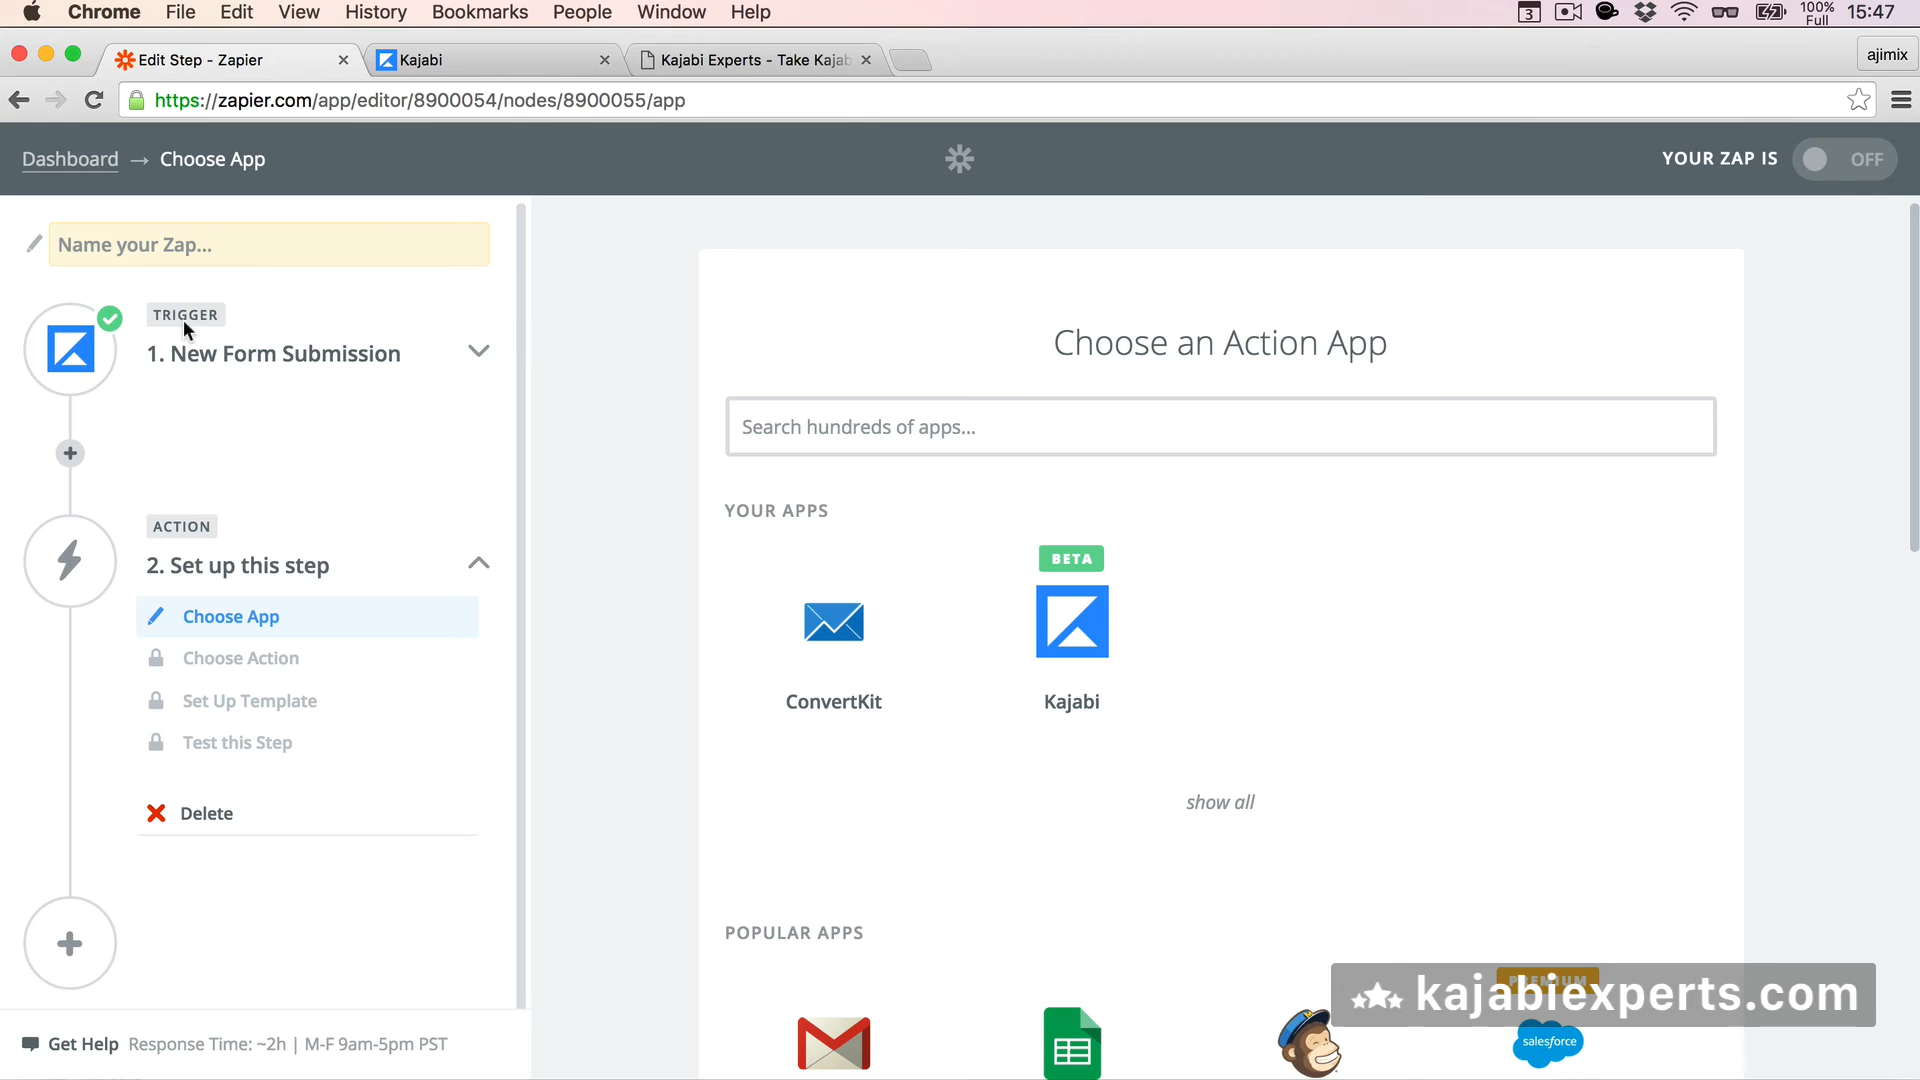 Chrome File Edit View History Bookmarks People Window Help 3 100% Full 15:47
Edit Step - Zapier Kajabi Kajabi Experts - Take Kajab ajimix
https://zapier.com/app/editor/8900054/nodes/8900055/app
Dashboard → Choose App YOUR ZAP IS OFF
Name your Zap...
TRIGGER
1. New Form Submission
ACTION
2. Set up this step
Choose App
Choose Action
Set Up Template
Test this Step
Delete
Get Help Response Time: ~2h | M-F 9am-5pm PST
Choose an Action App
Search hundreds of apps...
YOUR APPS
BETA
ConvertKit Kajabi
show all
POPULAR APPS
PREMIUM
kajabiexperts.com
salesforce